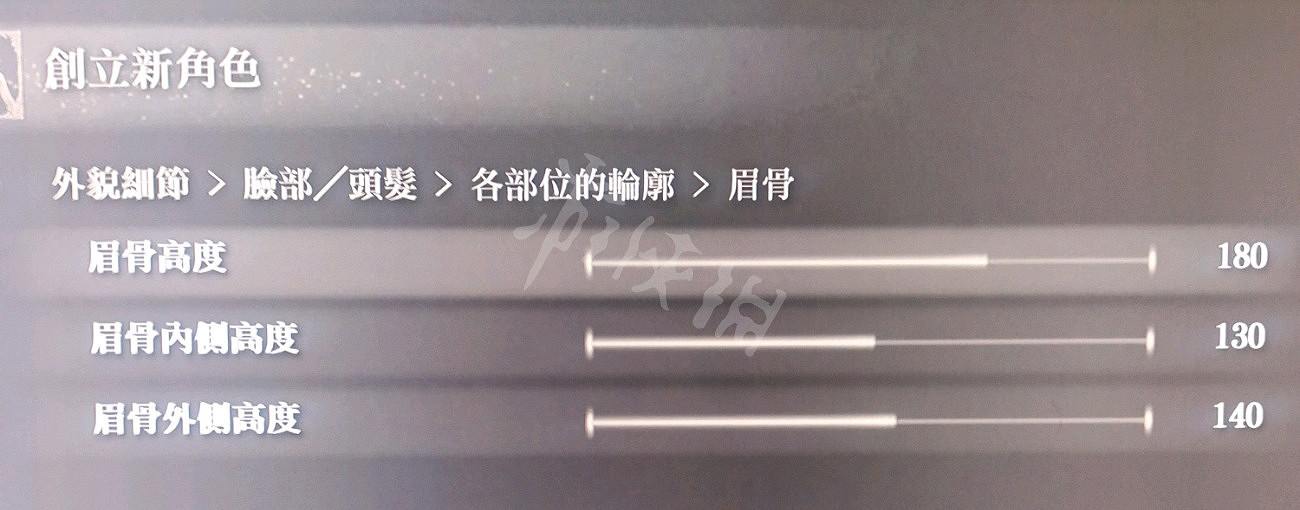 創立新角色
外貌細節 > 臉部／頭髮 > 各部位的輪廓 > 眉骨
眉骨高度 180
眉骨內側高度 130
眉骨外側高度 140